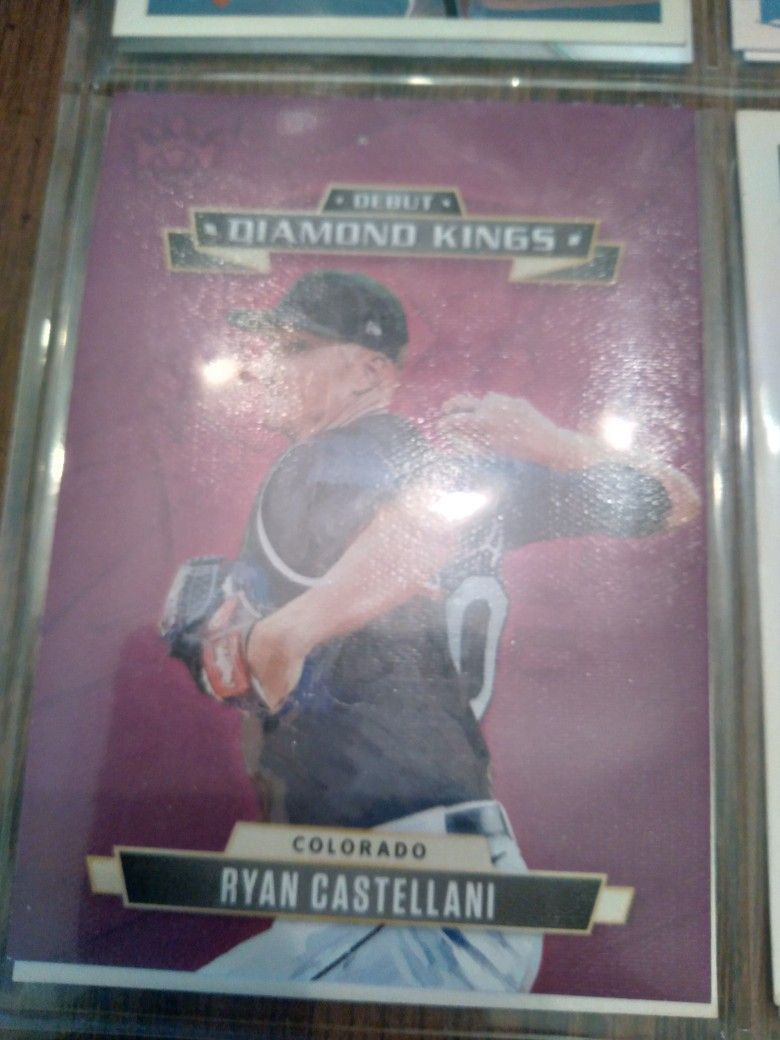 DEBUT
DIAMOND KINGS
COLORADO
RYAN CASTELLANI